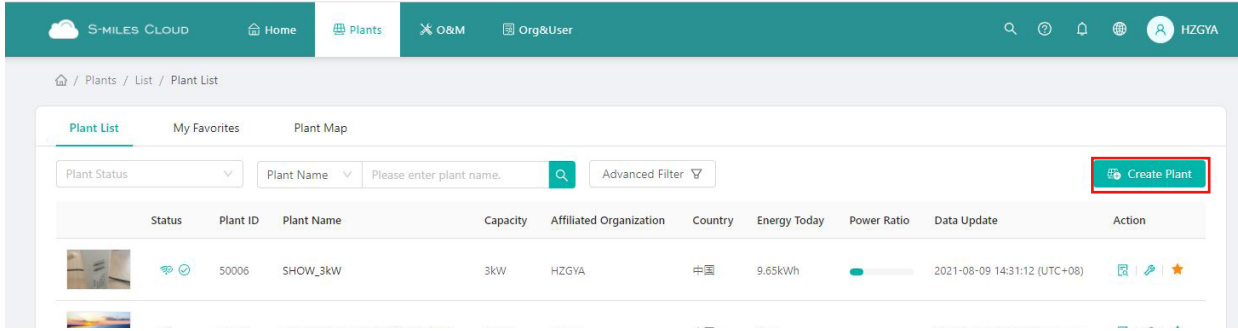 S-MILES CLOUD Home Plants O&M Org&User HZGYA
/ Plants / List / Plant List
Plant List My Favorites Plant Map
Plant Status Plant Name Please enter plant name. Advanced Filter Create Plant
Status Plant ID Plant Name Capacity Affiliated Organization Country Energy Today Power Ratio Data Update Action
50006 SHOW_3kW 3kW HZGYA 中国 9.65kWh 2021-08-09 14:31:12 (UTC+08)